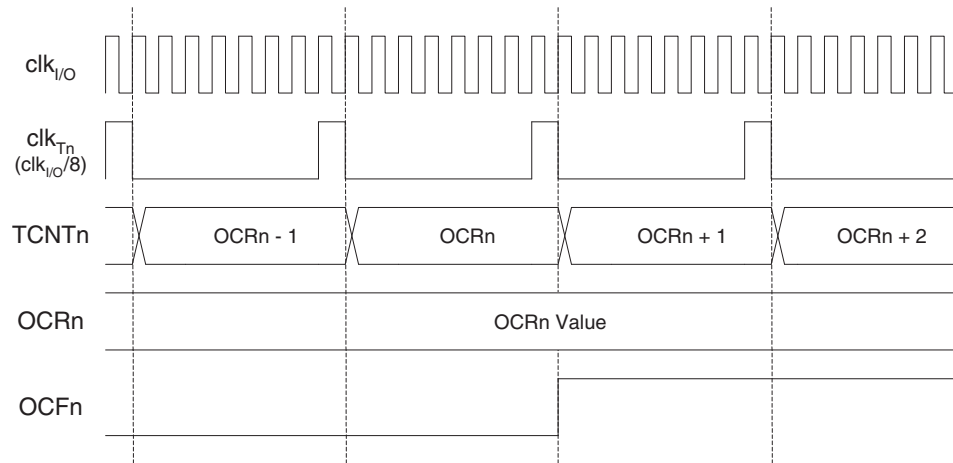 clkI/O
clkTn
(clkI/O/8)
TCNTn OCRn - 1 OCRn OCRn + 1 OCRn + 2
OCRn OCRn Value
OCFn